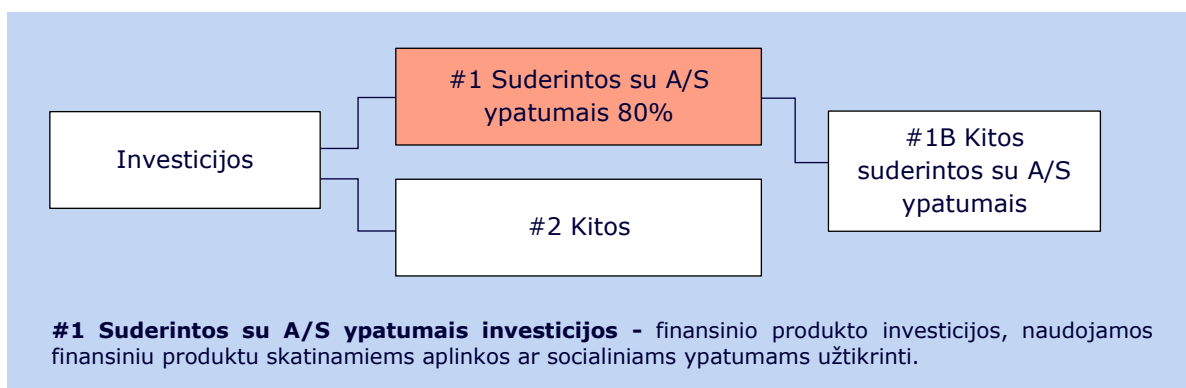 #1 Suderintos su A/S
ypatumais 80%
Investicijos
#1B Kitos
suderintos su A/S
ypatumais
#2 Kitos
#1 Suderintos su A/S ypatumais investicijos - finansinio produkto investicijos, naudojamos
finansiniu produktu skatinamiems aplinkos ar socialiniams ypatumams užtikrinti.